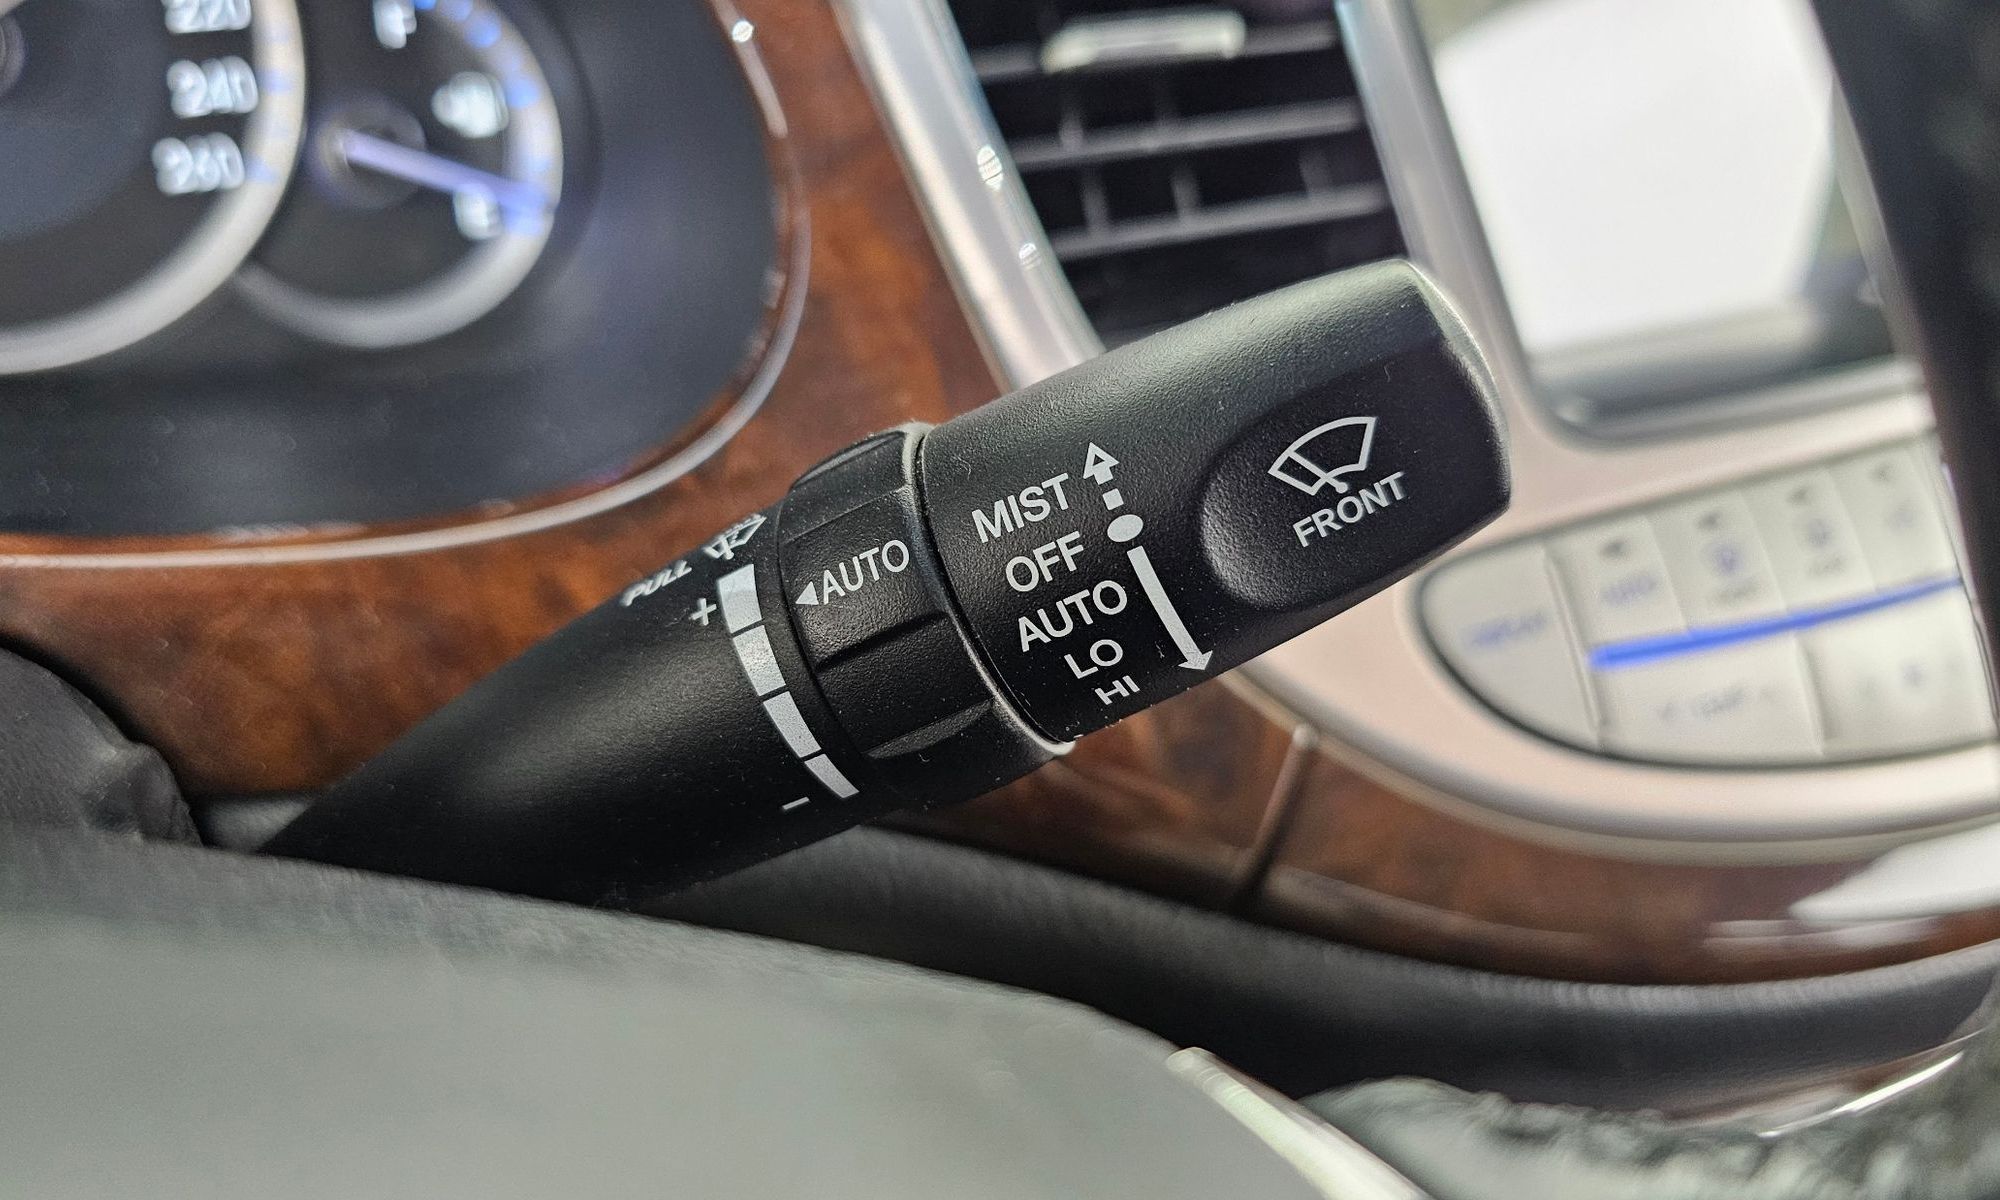 220
240
260
F
E
PULL
+
◀AUTO
-
MIST
OFF
AUTO
LO
HI
FRONT